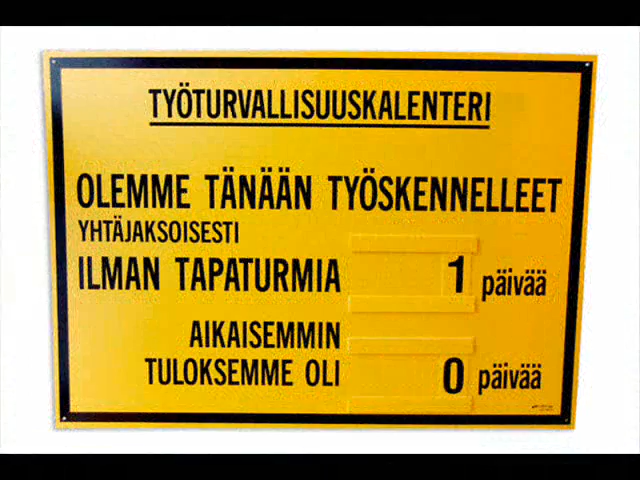 TYÖTURVALLISUUSKALENTERI
OLEMME TÄNÄÄN TYÖSKENNELLEET
YHTÄJAKSOISESTI
ILMAN TAPATURMIA 1 päivää
AIKAISEMMIN
TULOKSEMME OLI 0 päivää